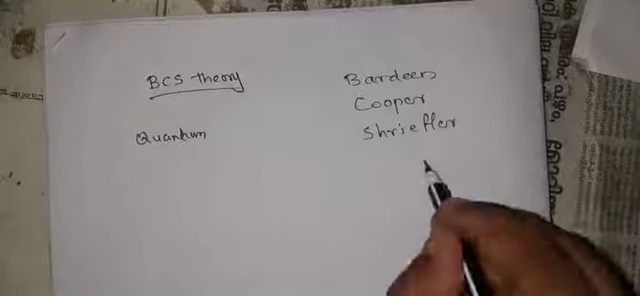 BCS theory
Bardeen
Cooper
Quantum
Shrieffer